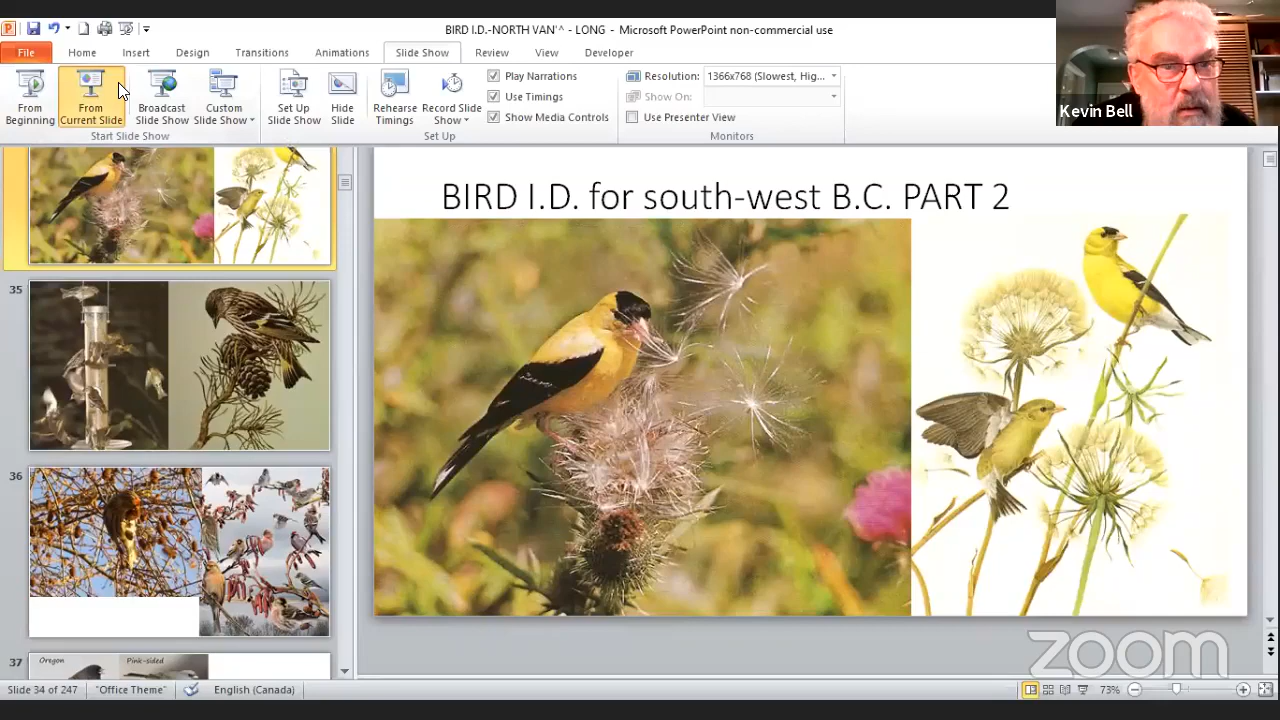 BIRD I.D.-NORTH VAN'^ - LONG - Microsoft PowerPoint non-commercial use
File Home Insert Design Transitions Animations Slide Show Review View Developer
From Beginning
From Current Slide
Broadcast Slide Show
Custom Slide Show
Start Slide Show
Set Up Slide Show
Hide Slide
Rehearse Timings
Record Slide Show
Play Narrations
Use Timings
Show Media Controls
Set Up
Resolution: 1366x768 (Slowest, Hig...
Show On:
Use Presenter View
Monitors
Kevin Bell
35
36
37
Oregon
Pink-sided
BIRD I.D. for south-west B.C. PART 2
zoom
Slide 34 of 247 "Office Theme" English (Canada) 73%